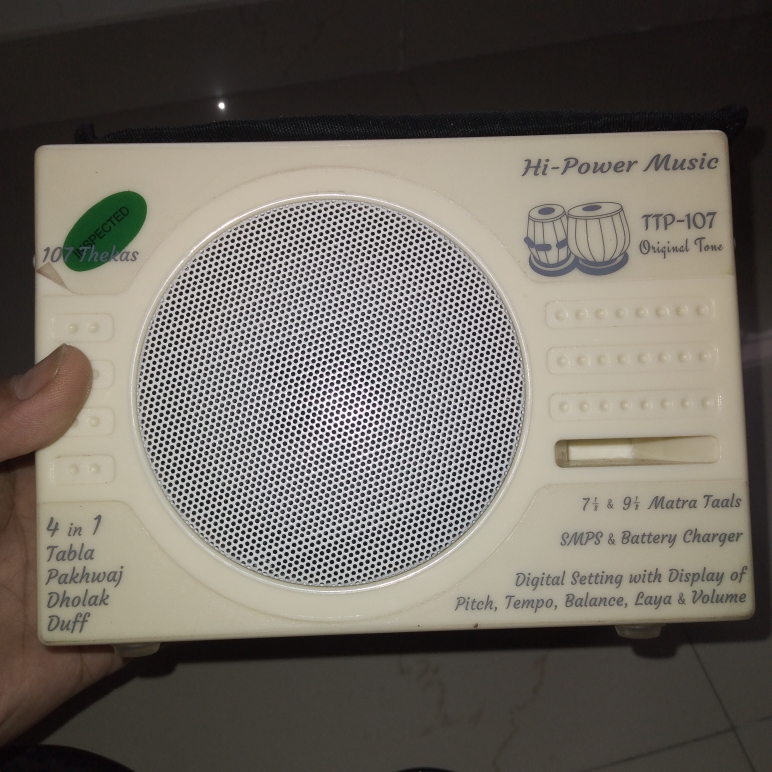 Hi-Power Music
TTP-107
Original Tone
INSPECTED
107 Thekas
7½ & 9½ Matra Taals
SMPS & Battery Charger
Digital Setting with Display of
Pitch, Tempo, Balance, Laya & Volume
4 in 1
Tabla
Pakhwaj
Dholak
Duff